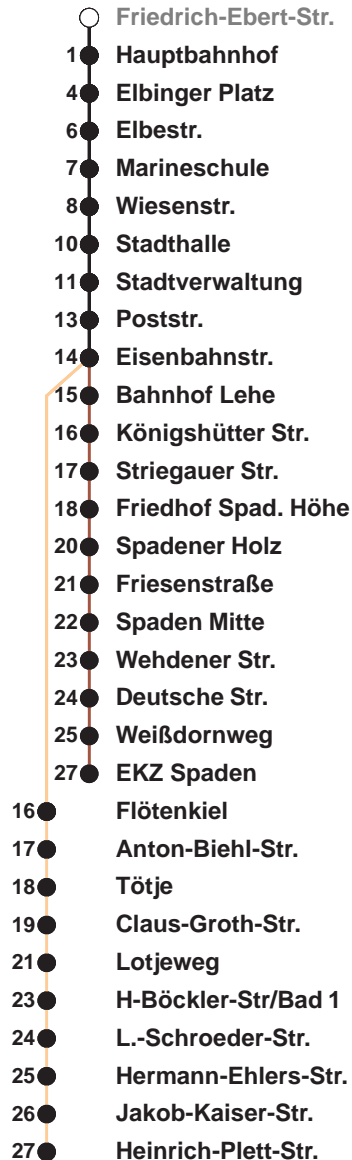 Friedrich-Ebert-Str.
1 Hauptbahnhof
4 Elbinger Platz
6 Elbestr.
7 Marineschule
8 Wiesenstr.
10 Stadthalle
11 Stadtverwaltung
13 Poststr.
14 Eisenbahnstr.
15 Bahnhof Lehe
16 Königshütter Str.
17 Striegauer Str.
18 Friedhof Spad. Höhe
20 Spadener Holz
21 Friesenstraße
22 Spaden Mitte
23 Wehdener Str.
24 Deutsche Str.
25 Weißdornweg
27 EKZ Spaden
16 Flötenkiel
17 Anton-Biehl-Str.
18 Tötje
19 Claus-Groth-Str.
21 Lotjeweg
23 H-Böckler-Str/Bad 1
24 L.-Schroeder-Str.
25 Hermann-Ehlers-Str.
26 Jakob-Kaiser-Str.
27 Heinrich-Plett-Str.